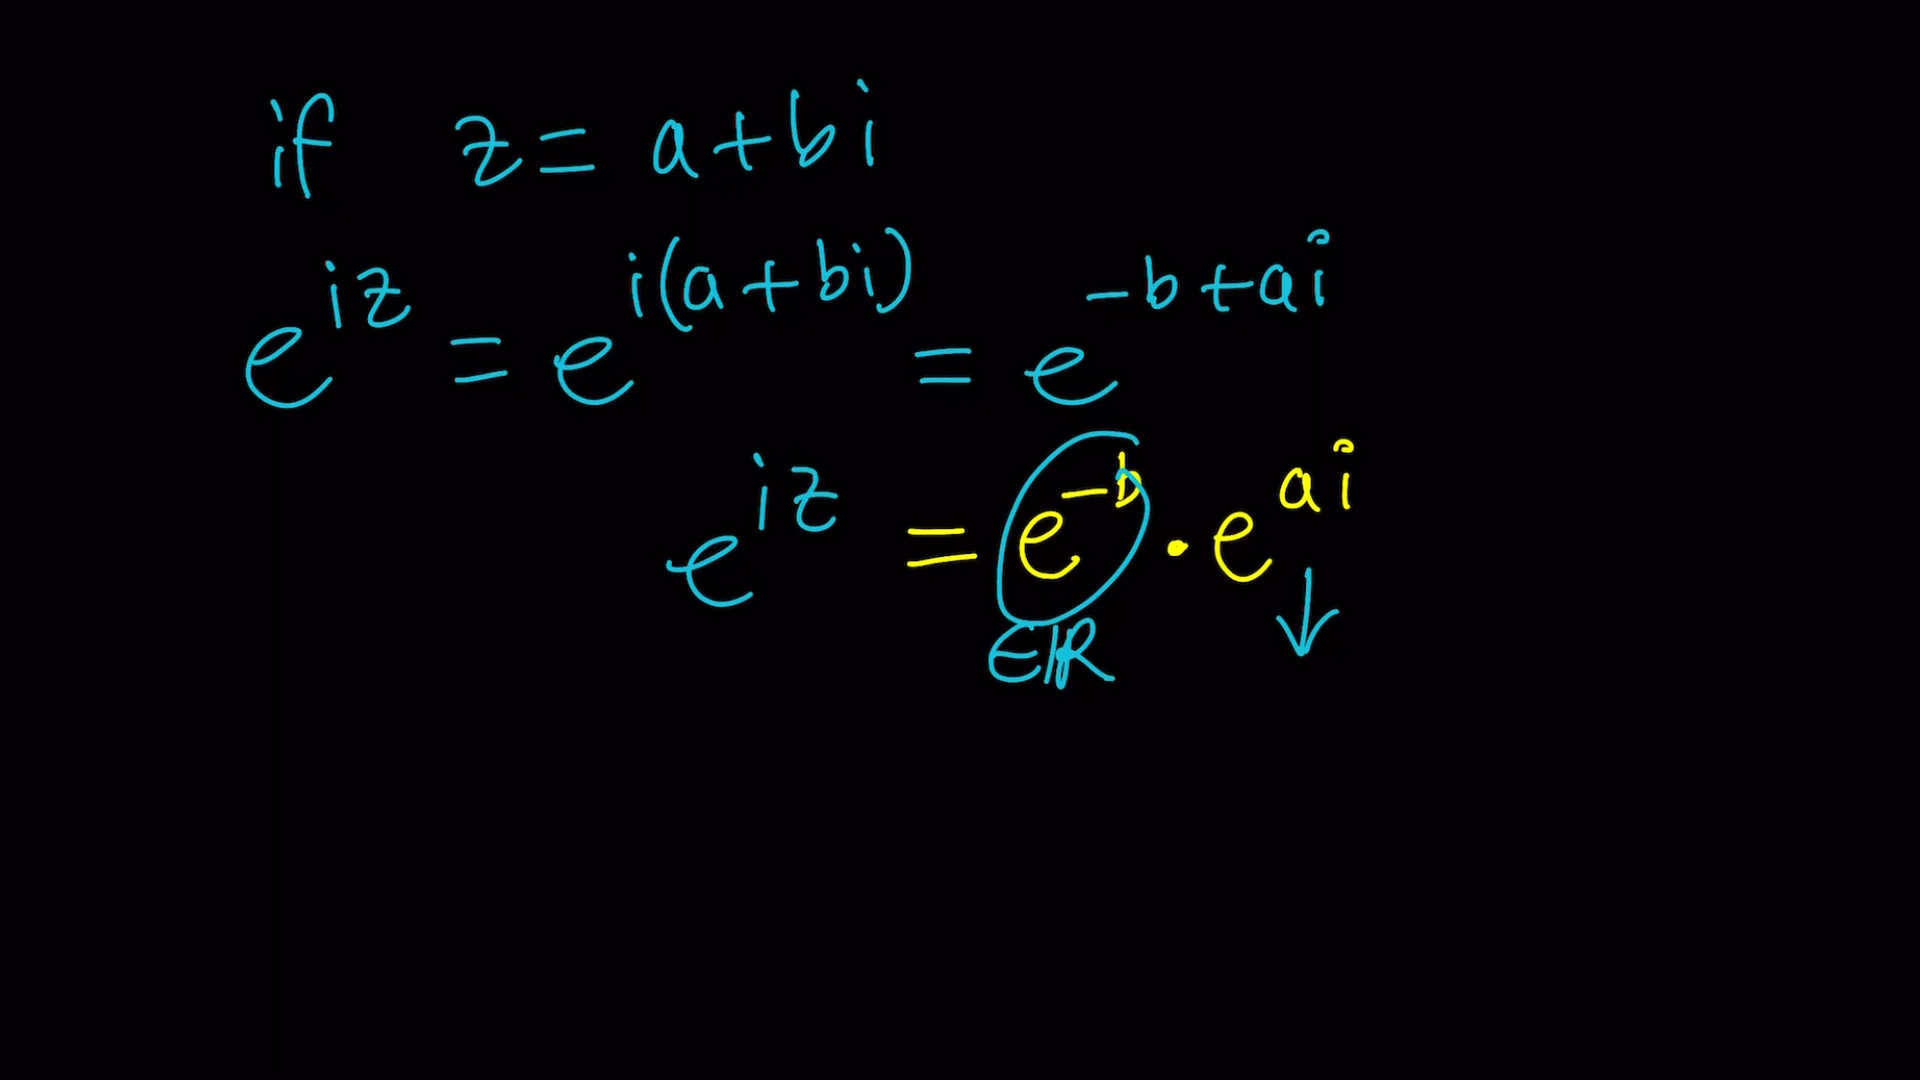 if z = a+bi
e^{iz} = e^{i(a+bi)} = e^{-b+ai}
e^{iz} = e^{-b} · e^{ai}
∈ℝ ↓